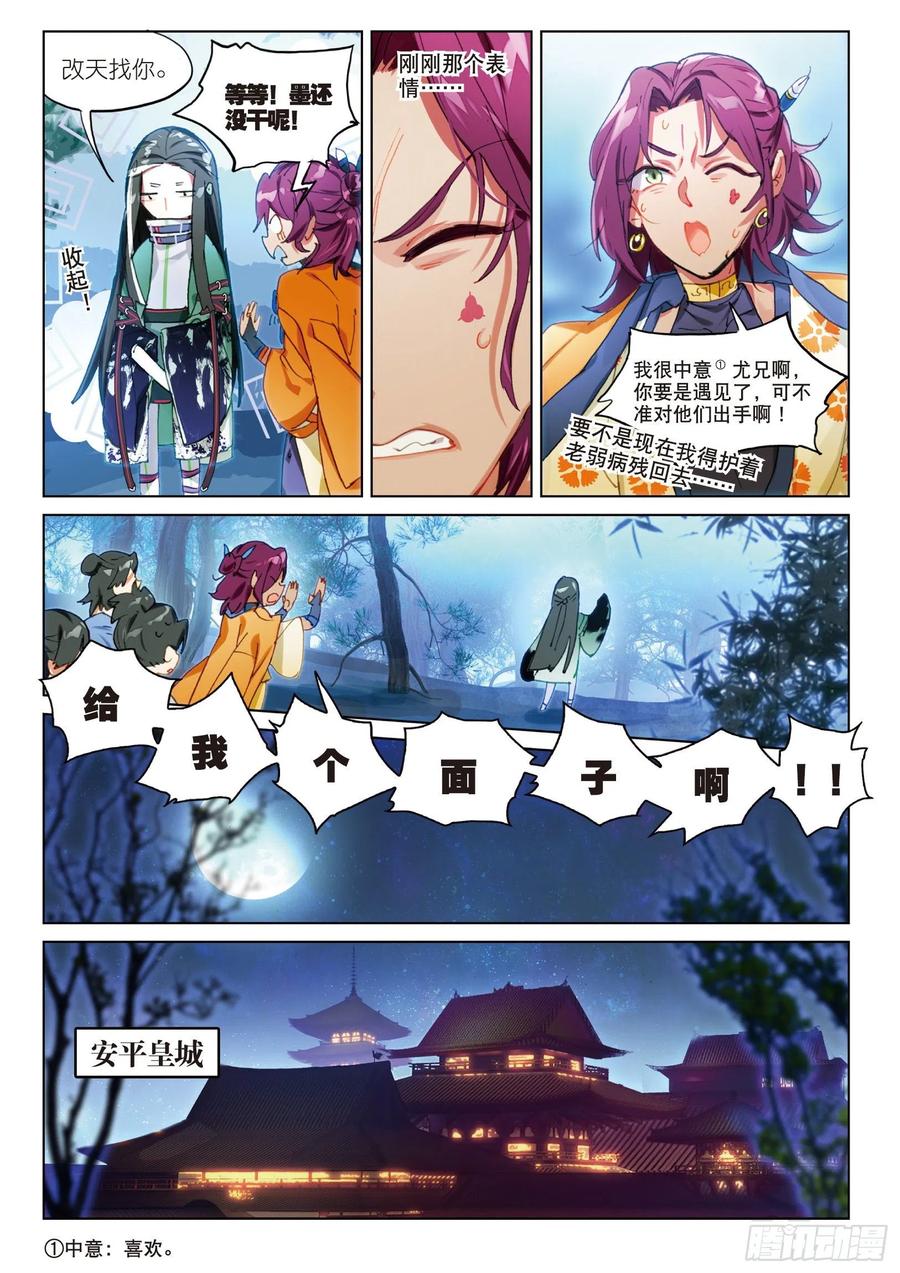 改天找你。
等等！墨还
没干呢！
收起！
刚刚那个表
情……
我很中意①尤兄啊，
你要是遇见了，可不
准对他们出手啊！
要不是现在我得护着
老弱病残回去……
给我个面子啊！！
安平皇城
①中意：喜欢。
腾讯动漫